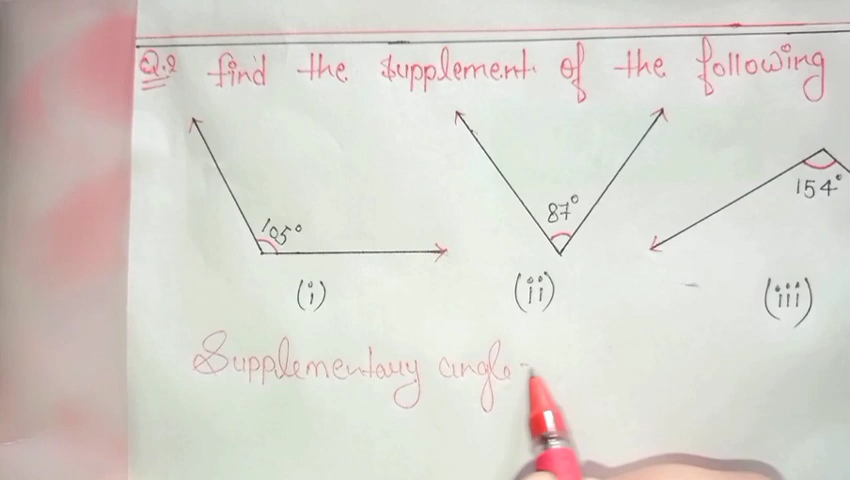 Q.2 find the supplement of the following
105° 87° 154°
(i) (ii) (iii)
Supplementary angle